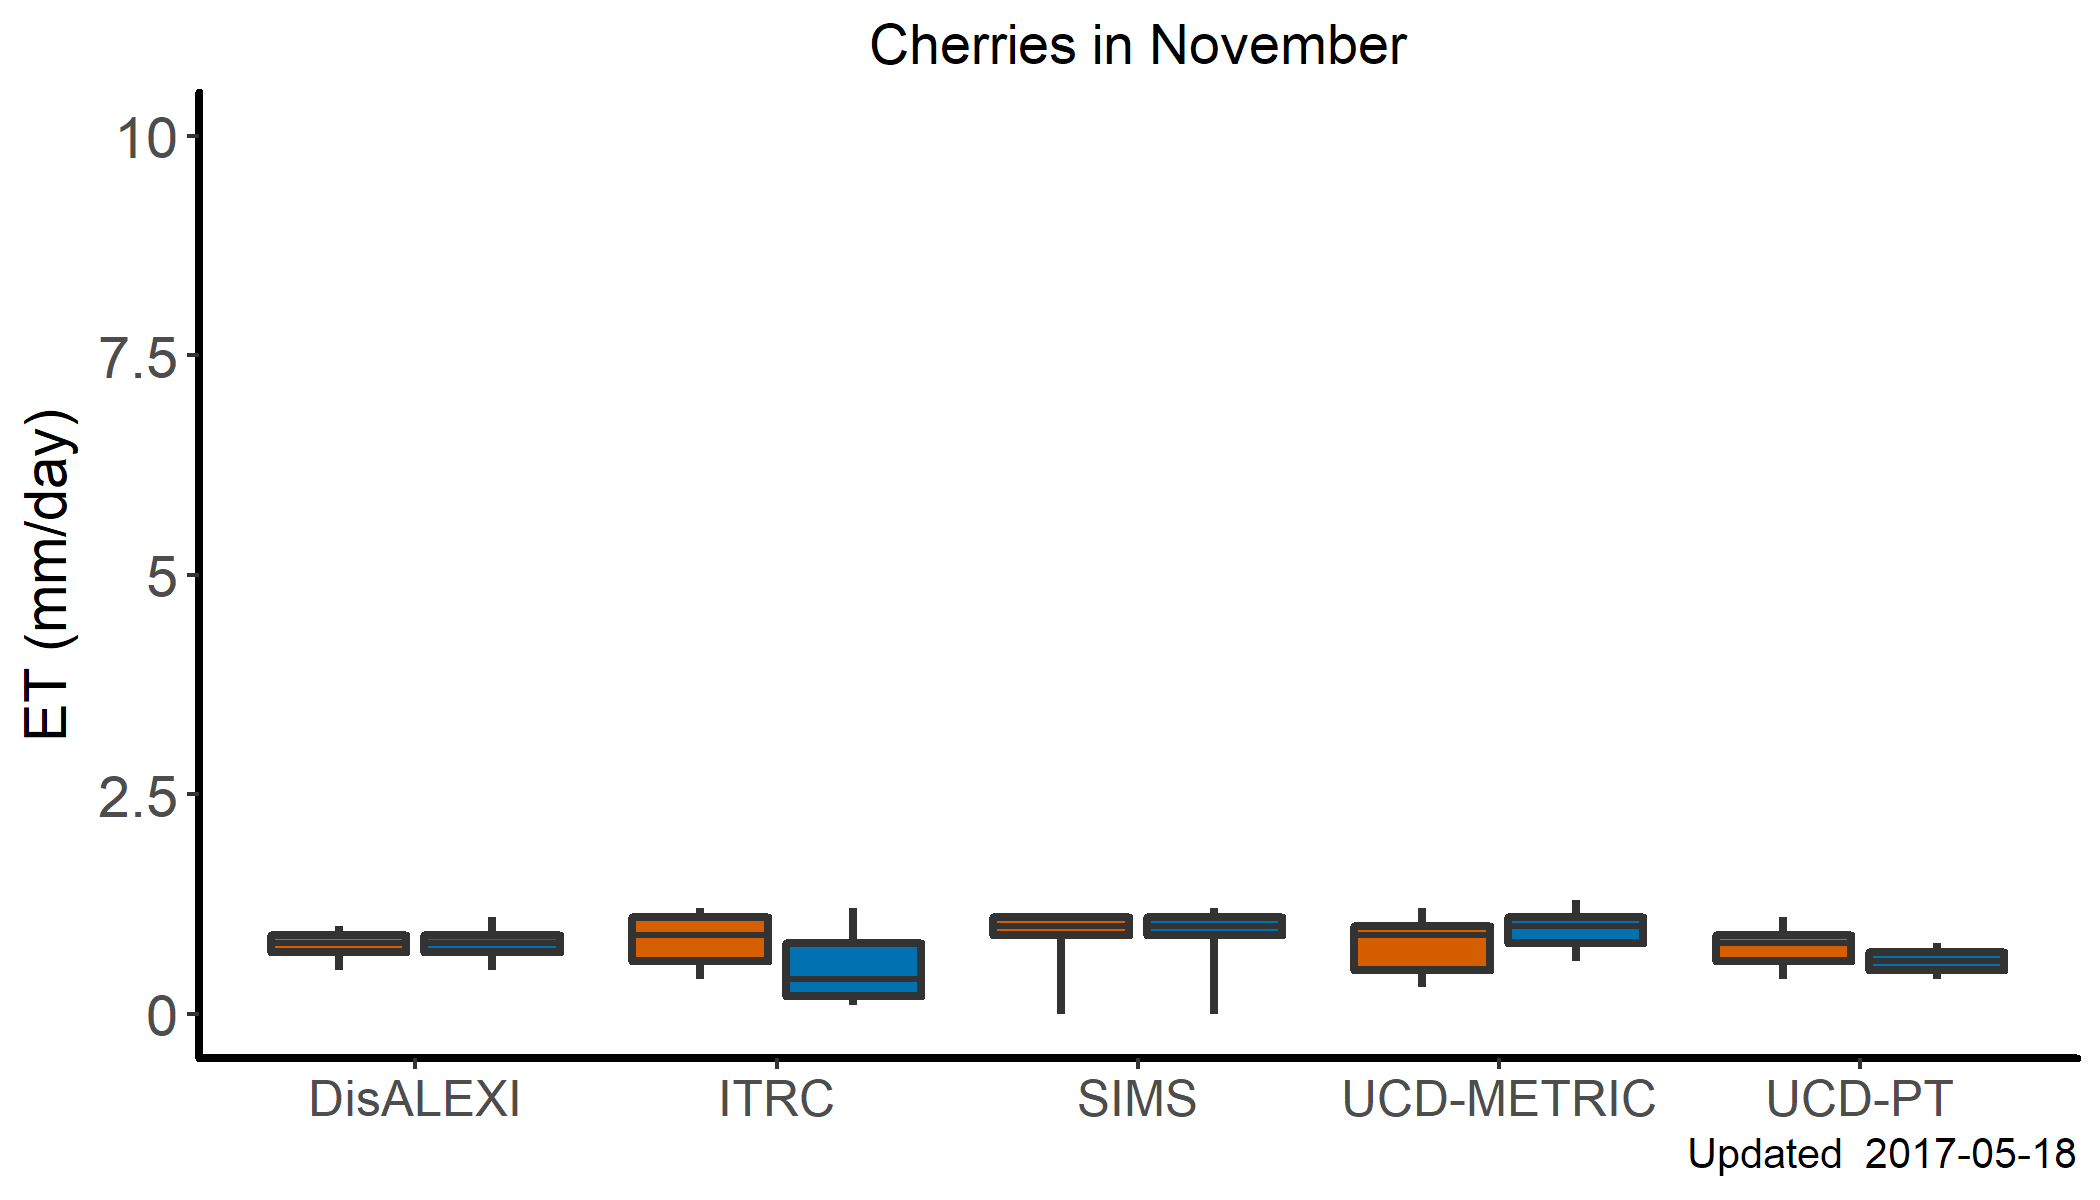 Cherries in November
10
7.5
5
2.5
0
ET (mm/day)
DisALEXI
ITRC
SIMS
UCD-METRIC
UCD-PT
Updated  2017-05-18